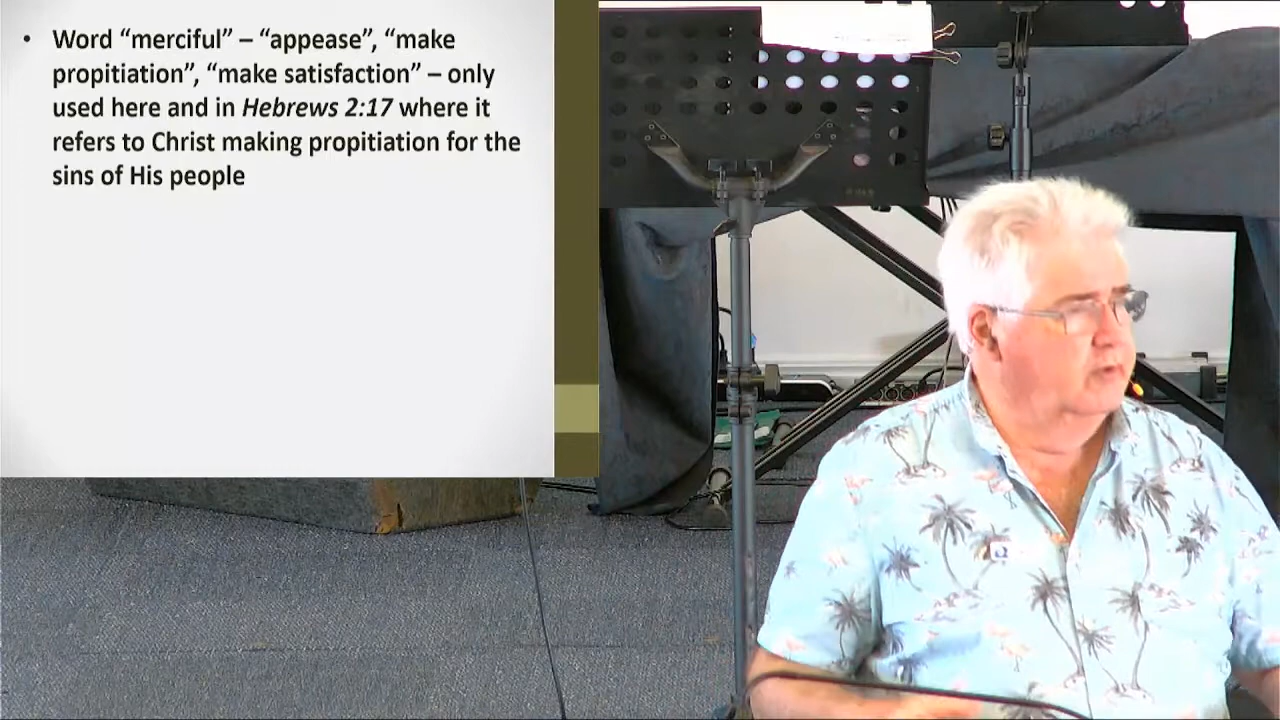 • Word “merciful” – “appease”, “make
propitiation”, “make satisfaction” – only
used here and in Hebrews 2:17 where it
refers to Christ making propitiation for the
sins of His people